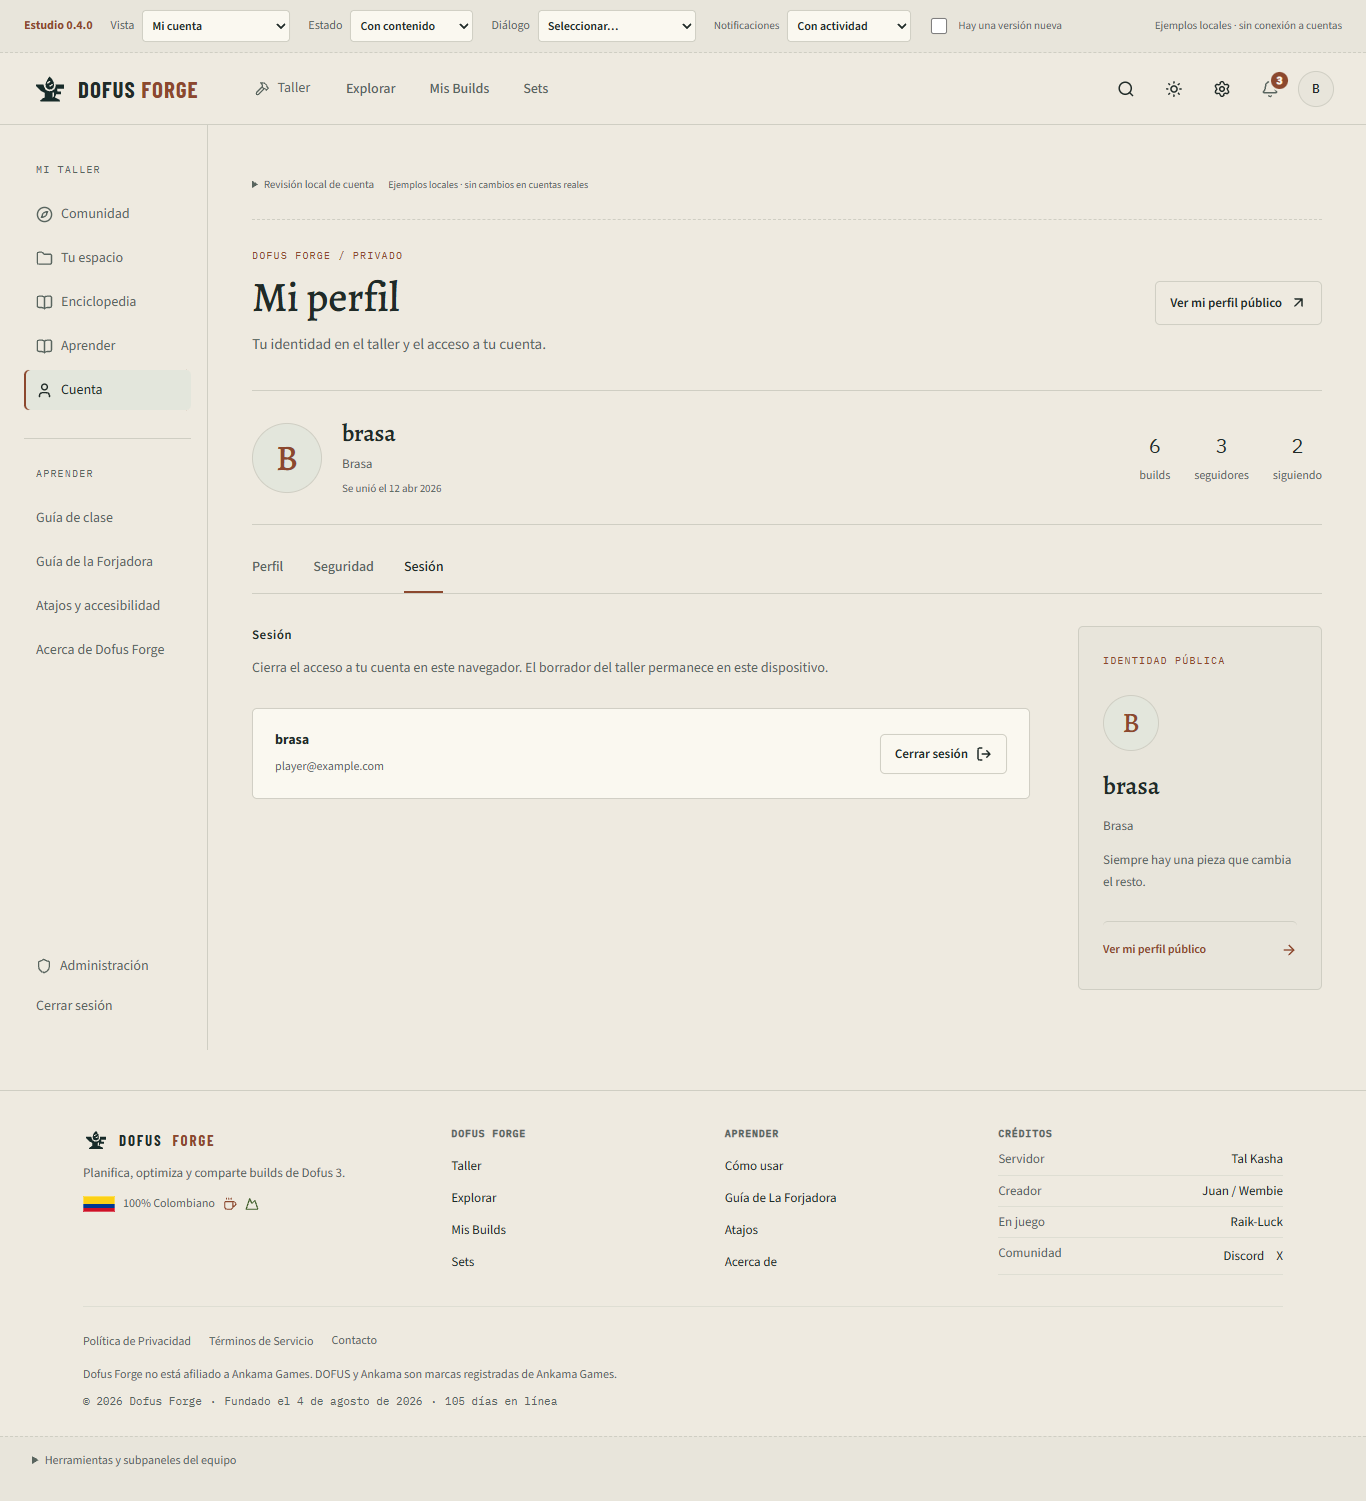 Estudio 0.4.0 Vista Mi cuenta Estado Con contenido Diálogo Seleccionar... Notificaciones Con actividad Hay una versión nueva Ejemplos locales · sin conexión a cuentas
DOFUS FORGE Taller Explorar Mis Builds Sets 3 B
MI TALLER
Comunidad
Tu espacio
Enciclopedia
Aprender
Cuenta
APRENDER
Guía de clase
Guía de la Forjadora
Atajos y accesibilidad
Acerca de Dofus Forge
Administración
Cerrar sesión
Revisión local de cuenta Ejemplos locales · sin cambios en cuentas reales
DOFUS FORGE / PRIVADO
Mi perfil
Tu identidad en el taller y el acceso a tu cuenta.
Ver mi perfil público
B
brasa
Brasa
Se unió el 12 abr 2026
6 3 2
builds seguidores siguiendo
Perfil Seguridad Sesión
Sesión
Cierra el acceso a tu cuenta en este navegador. El borrador del taller permanece en este dispositivo.
brasa
player@example.com
Cerrar sesión
IDENTIDAD PÚBLICA
B
brasa
Brasa
Siempre hay una pieza que cambia
el resto.
Ver mi perfil público
DOFUS FORGE
Planifica, optimiza y comparte builds de Dofus 3.
100% Colombiano
DOFUS FORGE
Taller
Explorar
Mis Builds
Sets
APRENDER
Cómo usar
Guía de La Forjadora
Atajos
Acerca de
CRÉDITOS
Servidor Tal Kasha
Creador Juan / Wembie
En juego Raik-Luck
Comunidad Discord X
Política de Privacidad Términos de Servicio Contacto
Dofus Forge no está afiliado a Ankama Games. DOFUS y Ankama son marcas registradas de Ankama Games.
© 2026 Dofus Forge · Fundado el 4 de agosto de 2026 · 105 días en línea
Herramientas y subpaneles del equipo